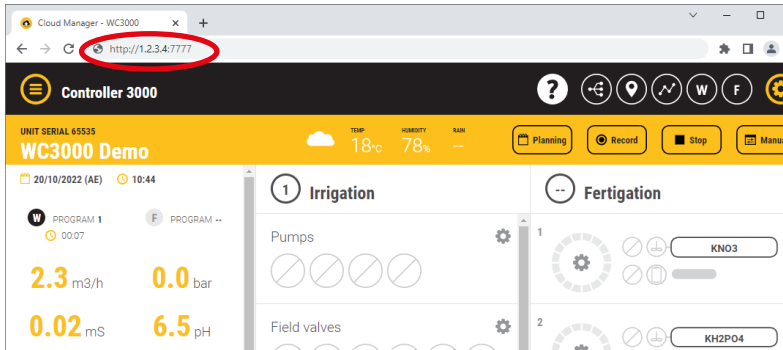 Cloud Manager - WC3000
http://1.2.3.4:7777
Controller 3000
? W F
UNIT SERIAL 65535
WC3000 Demo
TEMP
18°C
HUMIDITY
78%
RAIN
--
Planning
Record
Stop
Manua
20/10/2022 (AE) 10:44
W PROGRAM 1
00:07
F PROGRAM --
2.3 m3/h
0.0 bar
0.02 mS
6.5 pH
1 Irrigation
Pumps
Field valves
-- Fertigation
1
KNO3
2
KH2PO4